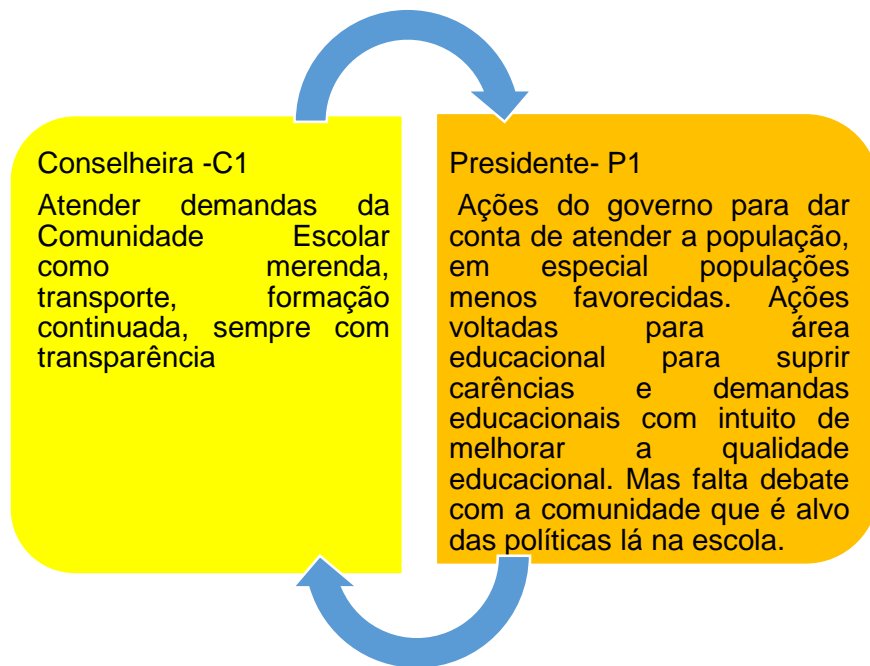 Conselheira -C1
Atender demandas da
Comunidade Escolar
como merenda,
transporte, formação
continuada, sempre com
transparência
Presidente- P1
Ações do governo para dar
conta de atender a população,
em especial populações
menos favorecidas. Ações
voltadas para área
educacional para suprir
carências e demandas
educacionais com intuito de
melhorar a qualidade
educacional. Mas falta debate
com a comunidade que é alvo
das políticas lá na escola.